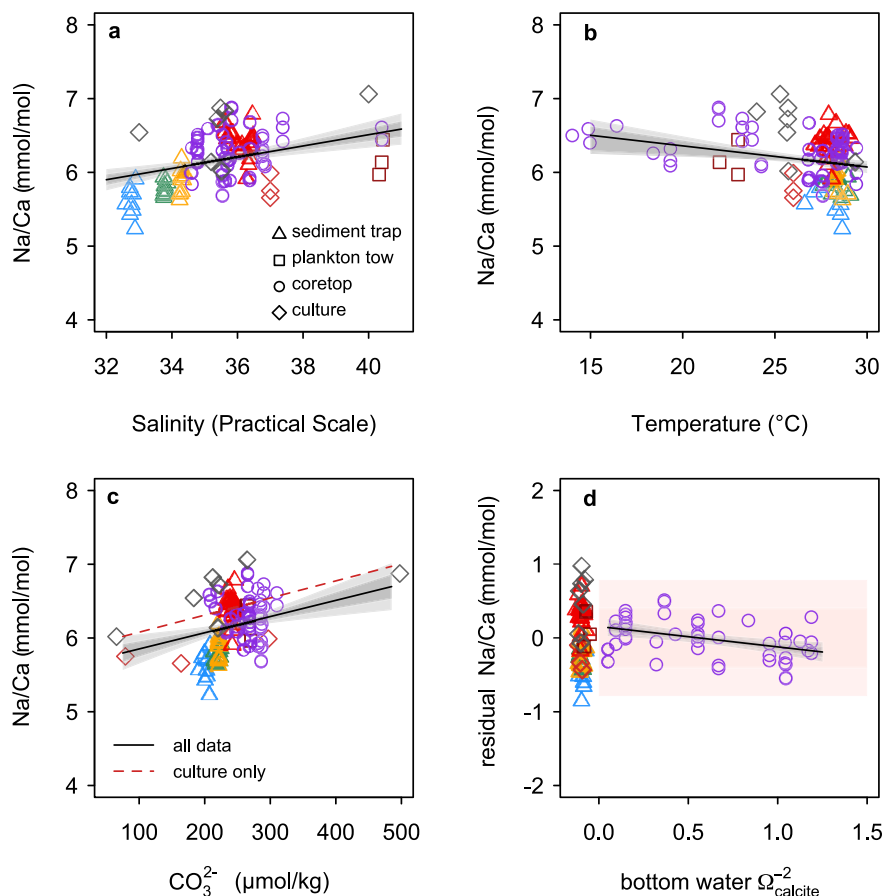 a
8
7
6
5
4
Na/Ca (mmol/mol)
sediment trap
plankton tow
coretop
culture
32
34
36
38
40
Salinity (Practical Scale)
b
8
7
6
5
4
Na/Ca (mmol/mol)
15
20
25
30
Temperature (°C)
c
8
7
6
5
4
Na/Ca (mmol/mol)
all data
culture only
100
200
300
400
500
CO₃²⁻ (μmol/kg)
d
2
1
0
-1
-2
residual Na/Ca (mmol/mol)
0.0
0.5
1.0
1.5
bottom water Ω⁻²calcite